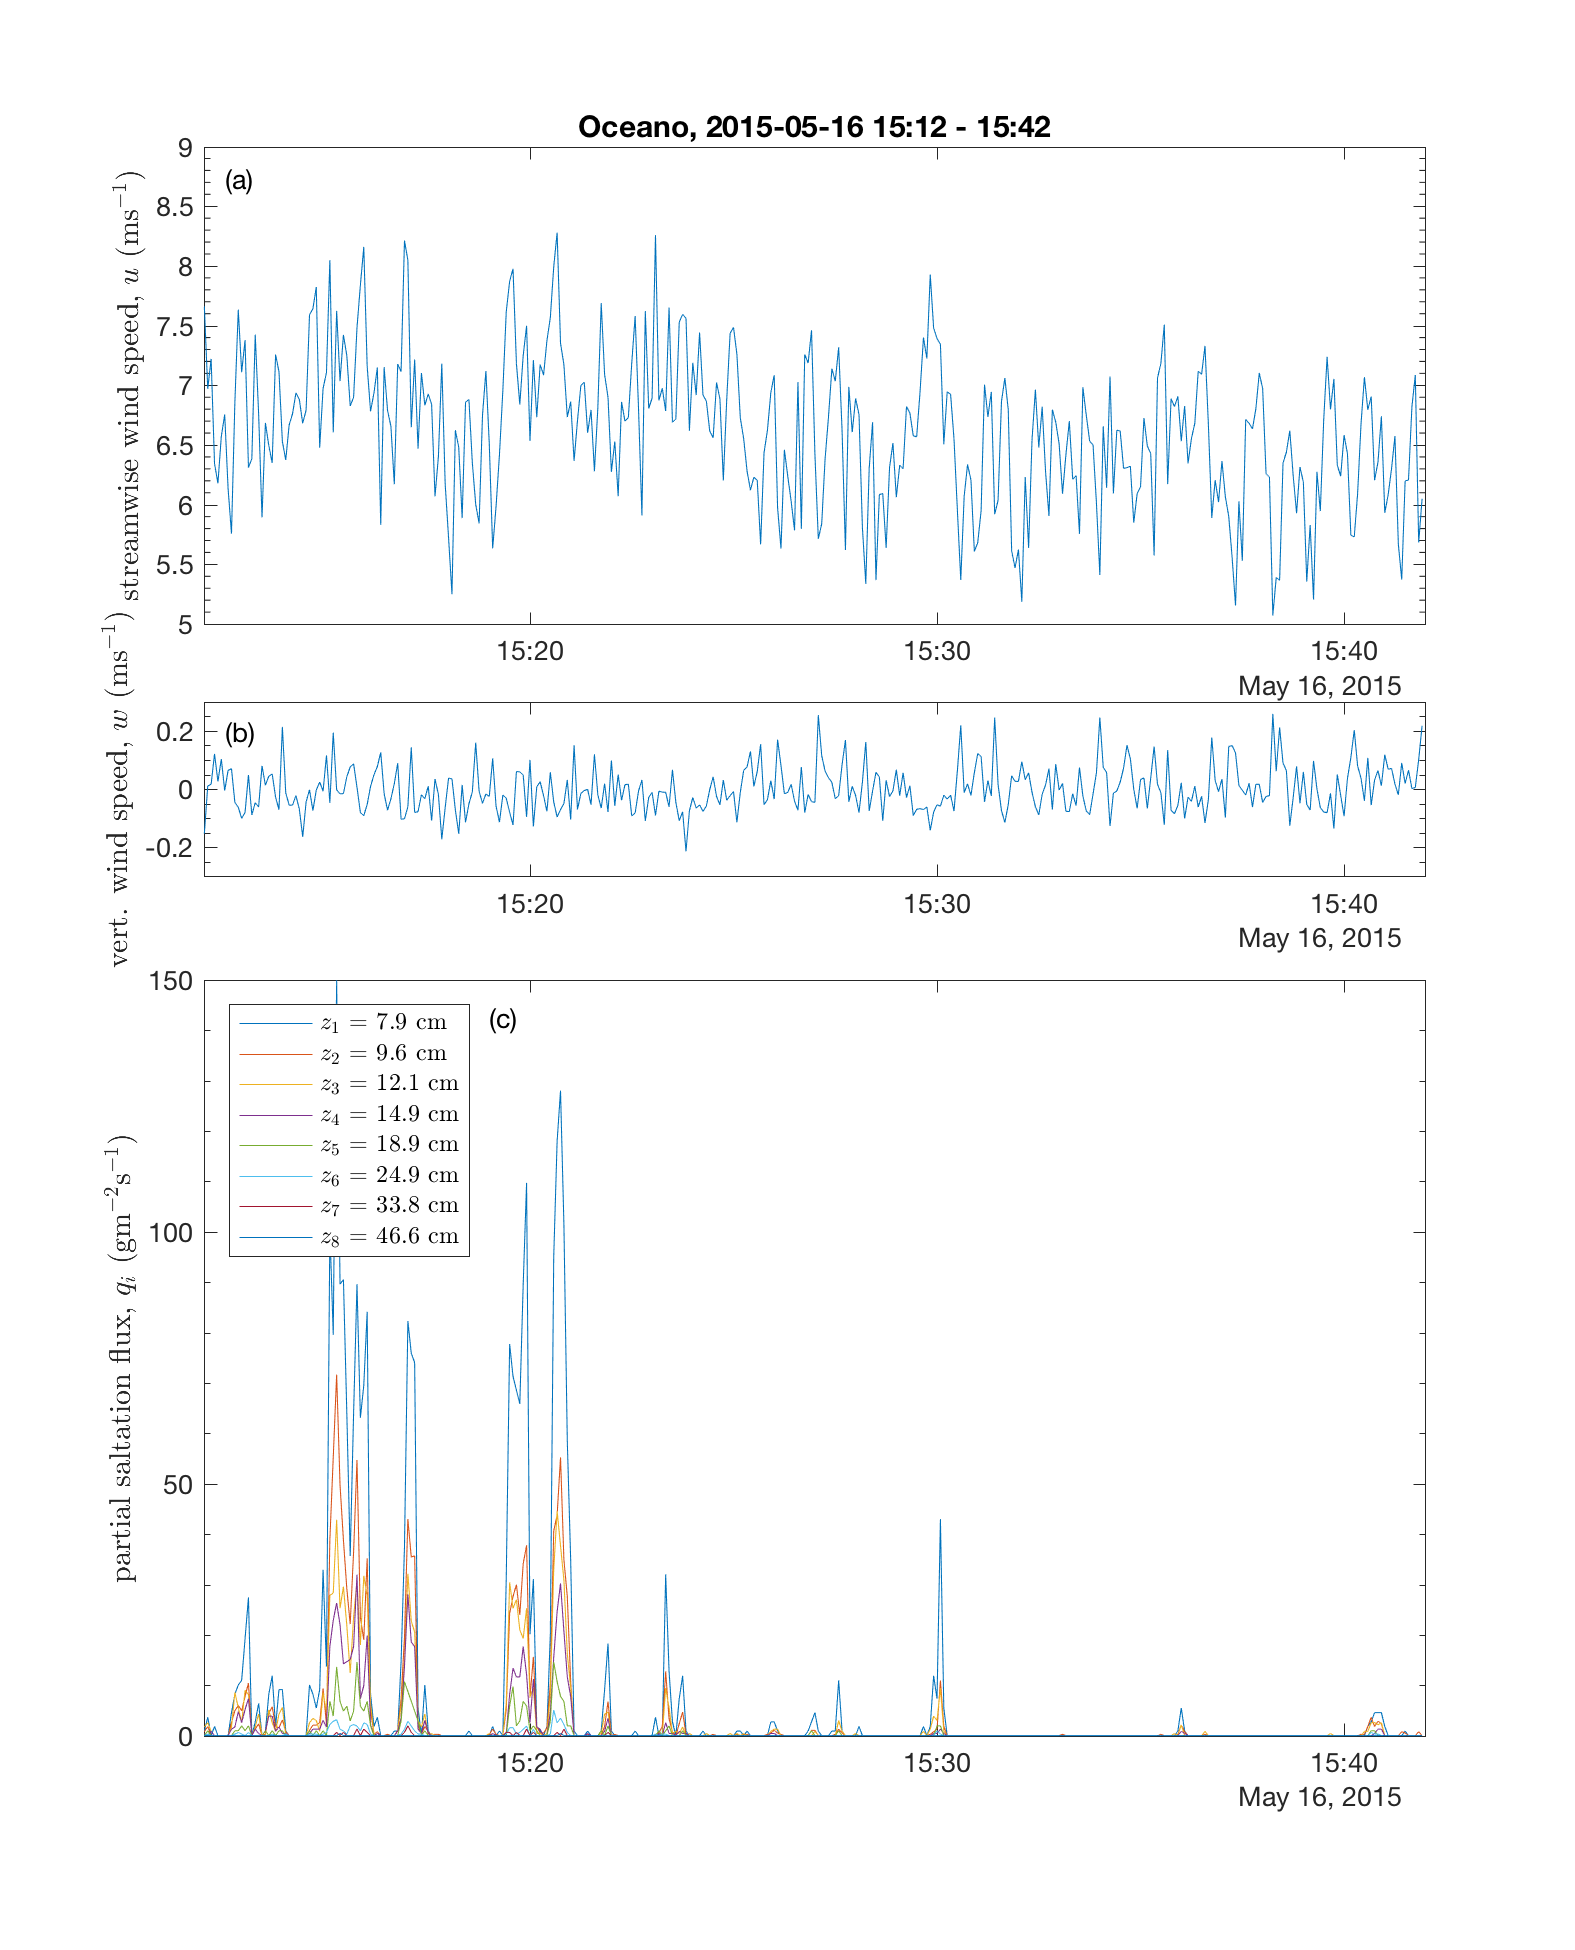 Oceano, 2015-05-16 15:12 - 15:42
(a)
streamwise wind speed, u (ms⁻¹)
9
8.5
8
7.5
7
6.5
6
5.5
5
15:20 15:30 15:40
May 16, 2015
(b)
vert. wind speed, w (ms⁻¹)
0.2
0
-0.2
15:20 15:30 15:40
May 16, 2015
(c)
partial saltation flux, qᵢ (gm⁻²s⁻¹)
150
100
50
0
z₁ = 7.9 cm
z₂ = 9.6 cm
z₃ = 12.1 cm
z₄ = 14.9 cm
z₅ = 18.9 cm
z₆ = 24.9 cm
z₇ = 33.8 cm
z₈ = 46.6 cm
15:20 15:30 15:40
May 16, 2015